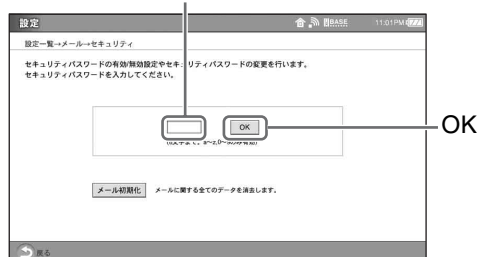 設定
BASE 11:01PM
設定一覧→メール→セキュリティ
セキュリティパスワードの有効/無効設定やセキュリティパスワードの変更を行います。
セキュリティパスワードを入力してください。
OK
OK
メール初期化 メールに関する全てのデータを消去します。
戻る